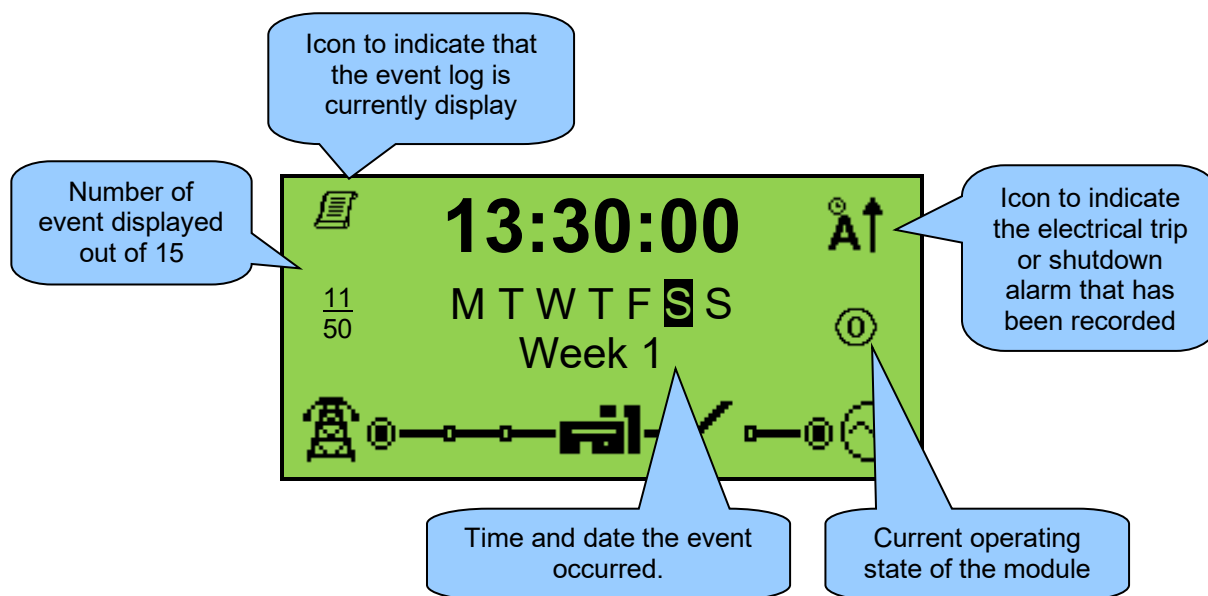 Icon to indicate that
the event log is
currently display
Number of
event displayed
out of 15
13:30:00
A
Icon to indicate
the electrical trip
or shutdown
alarm that has
been recorded
11
50
M T W T F S S
Week 1
0
Time and date the event
occurred.
Current operating
state of the module